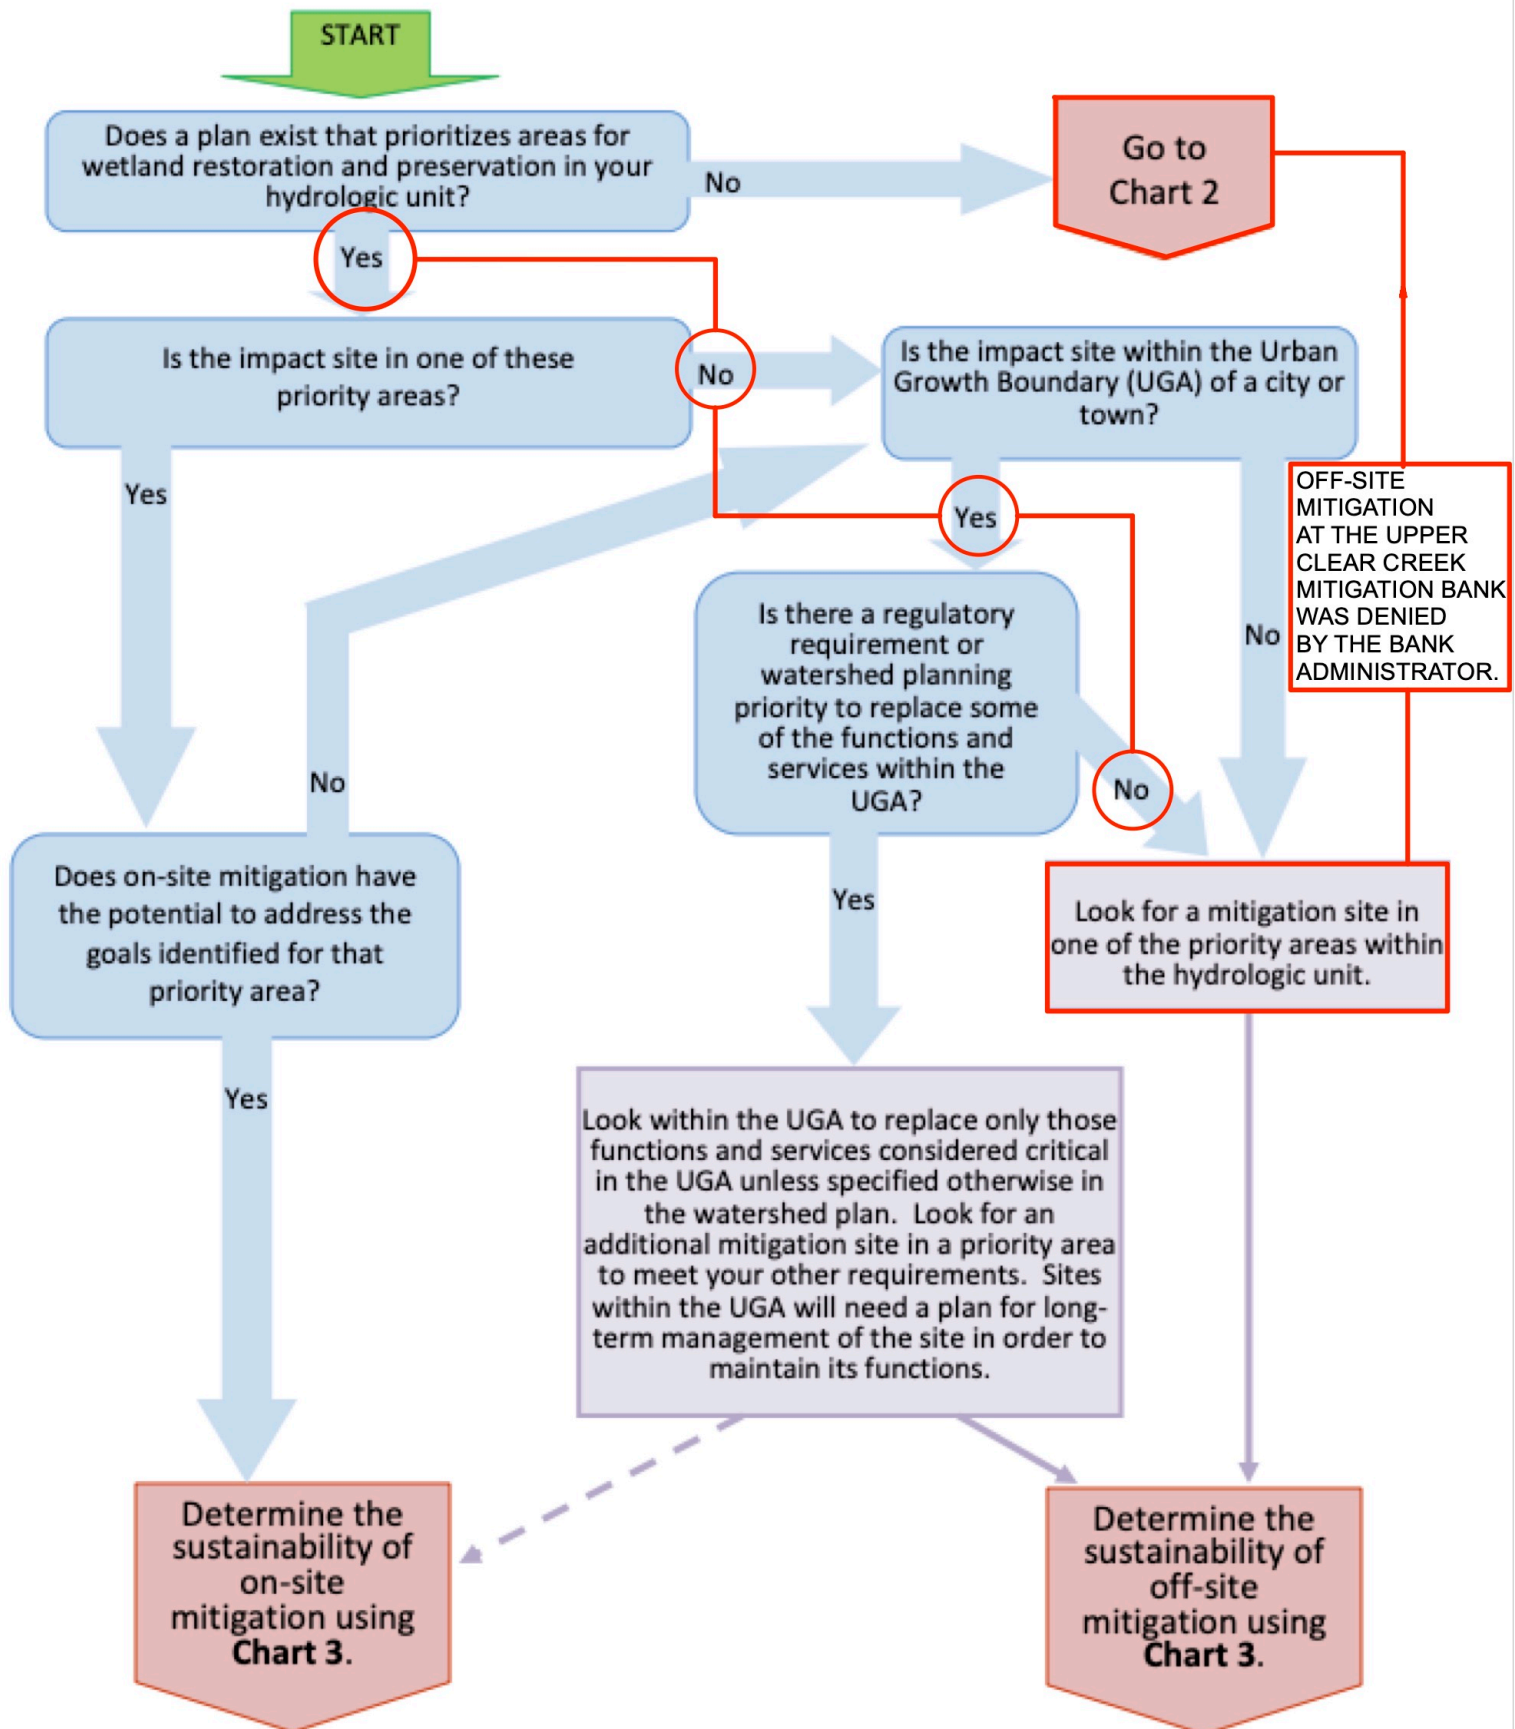 START
Does a plan exist that prioritizes areas for
wetland restoration and preservation in your
hydrologic unit?
No
Go to
Chart 2
Yes
Is the impact site in one of these
priority areas?
No
Is the impact site within the Urban
Growth Boundary (UGA) of a city or
town?
Yes
Yes
No
OFF-SITE
MITIGATION
AT THE UPPER
CLEAR CREEK
MITIGATION BANK
WAS DENIED
BY THE BANK
ADMINISTRATOR.
Is there a regulatory
requirement or
watershed planning
priority to replace some
of the functions and
services within the
UGA?
No
No
Yes
Does on-site mitigation have
the potential to address the
goals identified for that
priority area?
Look for a mitigation site in
one of the priority areas within
the hydrologic unit.
Yes
Look within the UGA to replace only those
functions and services considered critical
in the UGA unless specified otherwise in
the watershed plan.  Look for an
additional mitigation site in a priority area
to meet your other requirements.  Sites
within the UGA will need a plan for long-
term management of the site in order to
maintain its functions.
Determine the
sustainability of
on-site
mitigation using
Chart 3.
Determine the
sustainability of
off-site
mitigation using
Chart 3.